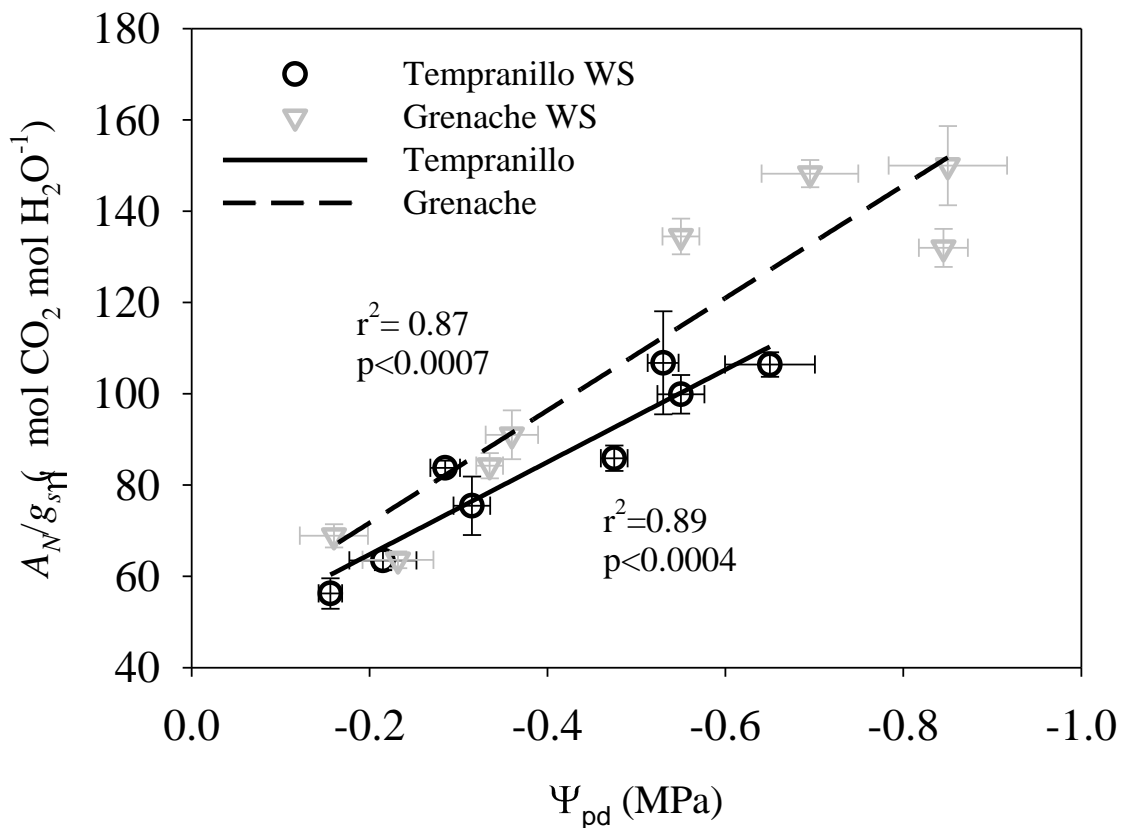 180
160
140
120
100
80
60
40
Tempranillo WS
Grenache WS
Tempranillo
Grenache
r²= 0.87
p<0.0007
r²=0.89
p<0.0004
0.0 -0.2 -0.4 -0.6 -0.8 -1.0
Ψpd (MPa)
A_N/g_s ( mol CO₂ mol H₂O⁻¹)